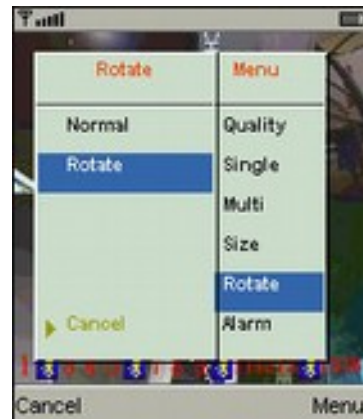 Rotate
Normal
Rotate
Cancel
Menu
Quality
Single
Multi
Size
Rotate
Alarm
Cancel
Menu